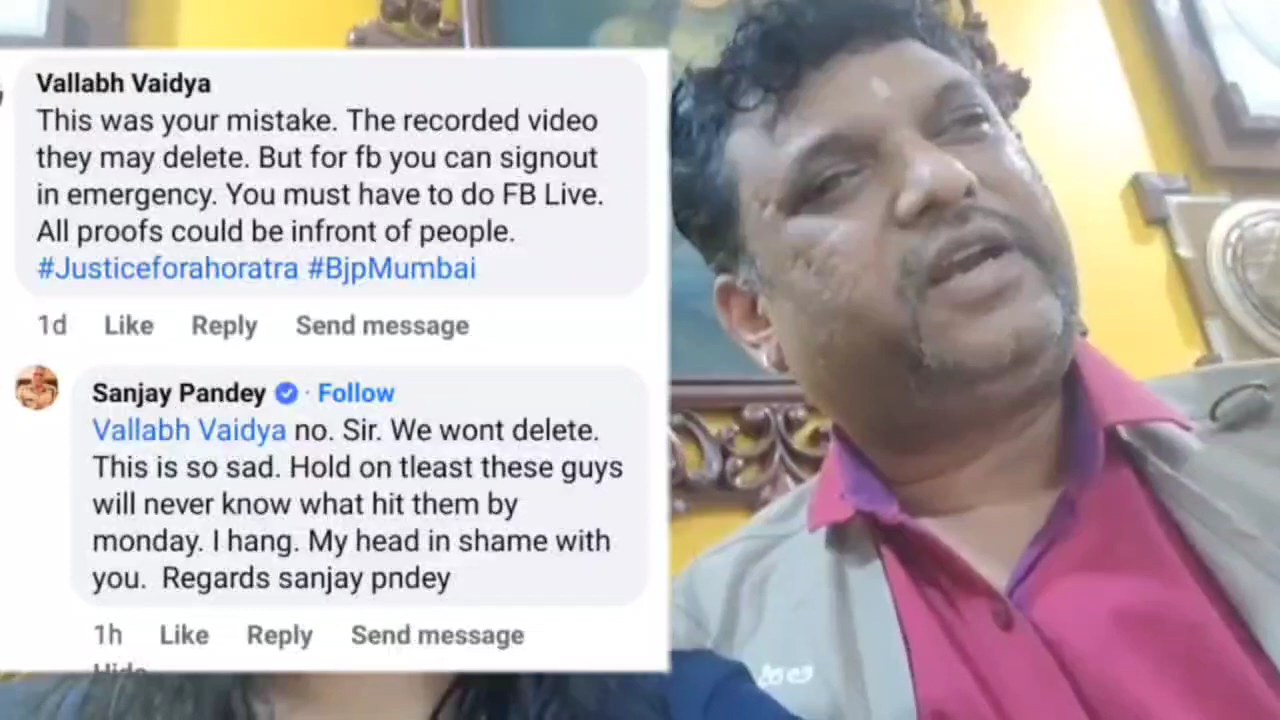 Vallabh Vaidya
This was your mistake. The recorded video
they may delete. But for fb you can signout
in emergency. You must have to do FB Live.
All proofs could be infront of people.
#Justiceforahoratra #BjpMumbai
1d Like Reply Send message
Sanjay Pandey · Follow
Vallabh Vaidya no. Sir. We wont delete.
This is so sad. Hold on tleast these guys
will never know what hit them by
monday. I hang. My head in shame with
you. Regards sanjay pndey
1h Like Reply Send message
Hide